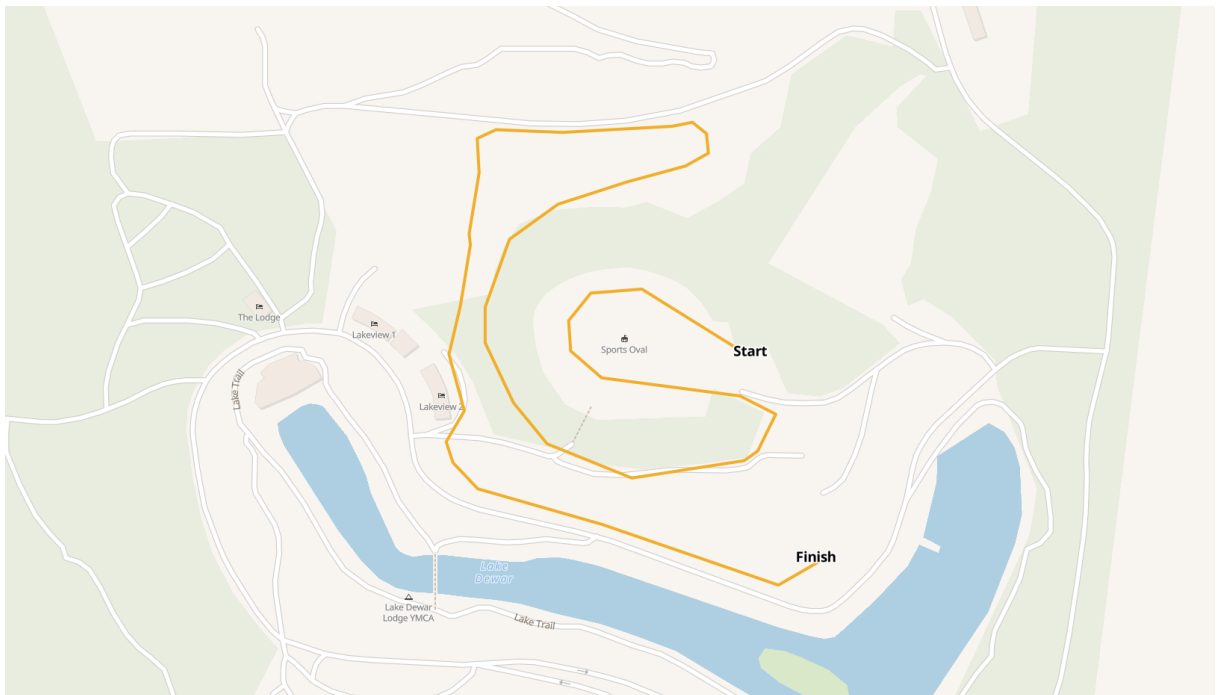 The Lodge
Lakeview 1
Sports Oval
Start
Lake Trail
Lakeview 2
Finish
Lake
Dewar
Lake Dewar
Lodge YMCA
Lake Trail